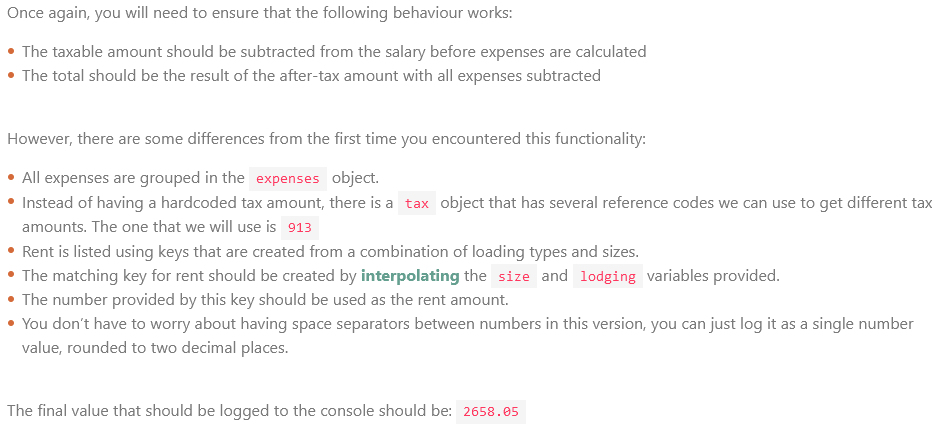 Once again, you will need to ensure that the following behaviour works:
• The taxable amount should be subtracted from the salary before expenses are calculated
• The total should be the result of the after-tax amount with all expenses subtracted
However, there are some differences from the first time you encountered this functionality:
• All expenses are grouped in the expenses object.
• Instead of having a hardcoded tax amount, there is a tax object that has several reference codes we can use to get different tax
amounts. The one that we will use is 913
• Rent is listed using keys that are created from a combination of loading types and sizes.
• The matching key for rent should be created by interpolating the size and lodging variables provided.
• The number provided by this key should be used as the rent amount.
• You don’t have to worry about having space separators between numbers in this version, you can just log it as a single number
value, rounded to two decimal places.
The final value that should be logged to the console should be: 2658.05